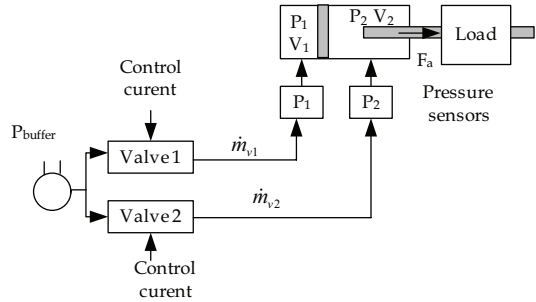 P1
V1
P2 V2
Fa
Load
Control
curent
P1
P2
Pressure
sensors
Pbuffer
Valve 1
ṁv1
Valve 2
ṁv2
Control
curent